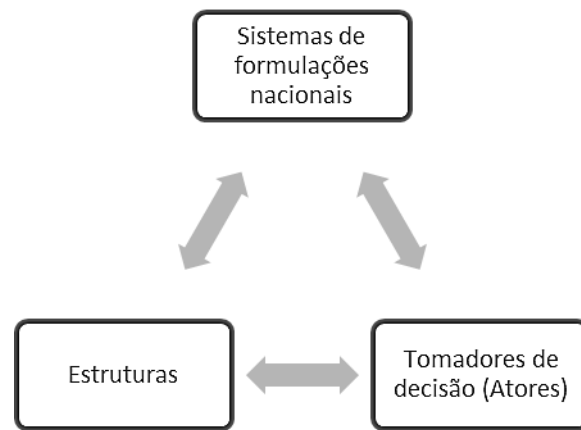 Sistemas de
formulações
nacionais
Estruturas
Tomadores de
decisão (Atores)